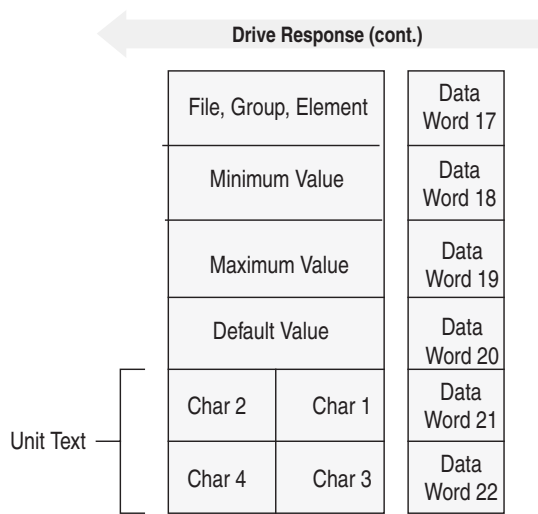 Drive Response (cont.)
File, Group, Element
Data
Word 17
Minimum Value
Data
Word 18
Maximum Value
Data
Word 19
Default Value
Data
Word 20
Unit Text
Char 2
Char 1
Data
Word 21
Char 4
Char 3
Data
Word 22